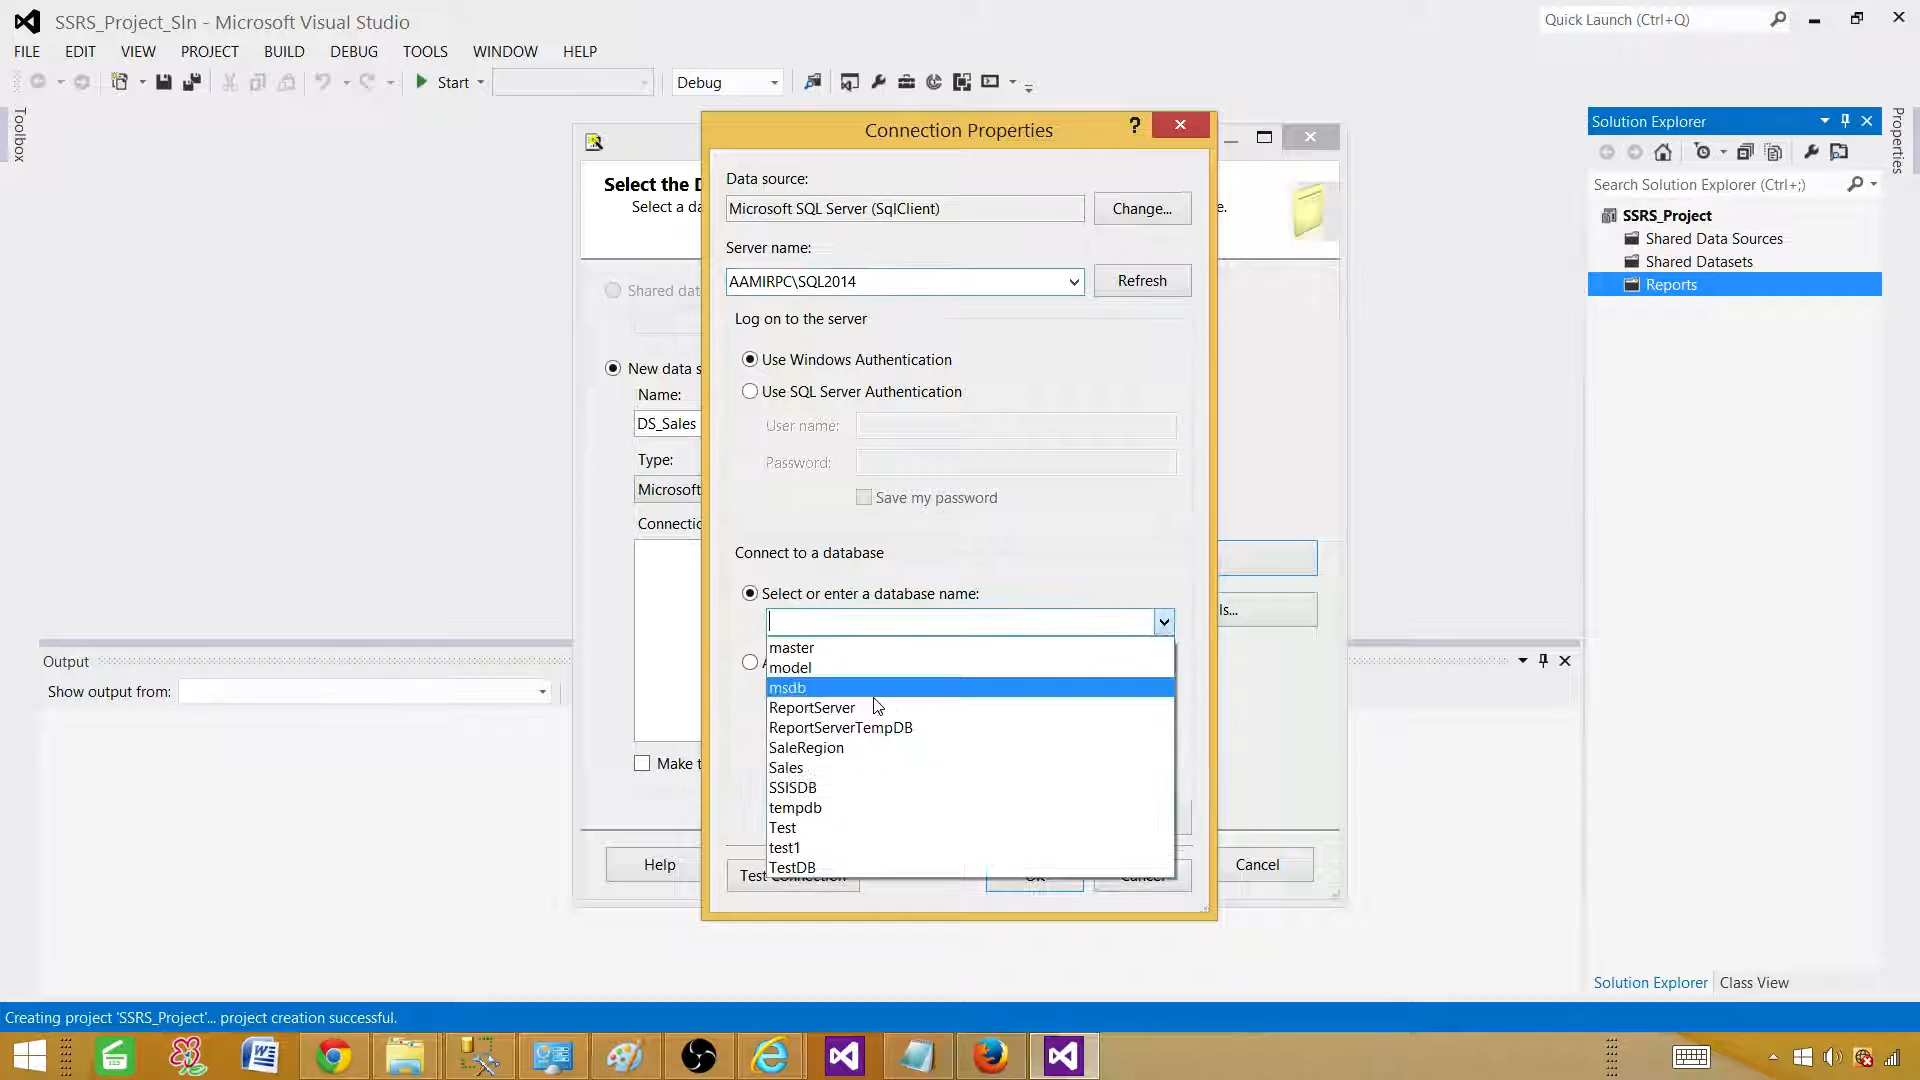 SSRS_Project_Sln - Microsoft Visual Studio
Quick Launch (Ctrl+Q)
FILE EDIT VIEW PROJECT BUILD DEBUG TOOLS WINDOW HELP
Start
Debug
Toolbox
Connection Properties
?
Data source:
Microsoft SQL Server (SqlClient)
Change...
Server name:
AAMIRPC\SQL2014
Refresh
Log on to the server
Use Windows Authentication
Use SQL Server Authentication
User name:
Password:
Save my password
Connect to a database
Select or enter a database name:
master
model
msdb
ReportServer
ReportServerTempDB
SaleRegion
Sales
SSISDB
tempdb
Test
test1
TestDB
Test Connection
OK
Cancel
Select the D
Select a da
e.
Shared dat
New data s
Name:
DS_Sales
Type:
Microsoft
Connectio
ls...
Make t
Help
Cancel
Solution Explorer
Search Solution Explorer (Ctrl+;)
SSRS_Project
Shared Data Sources
Shared Datasets
Reports
Properties
Output
Show output from:
Solution Explorer
Class View
Creating project 'SSRS_Project'... project creation successful.